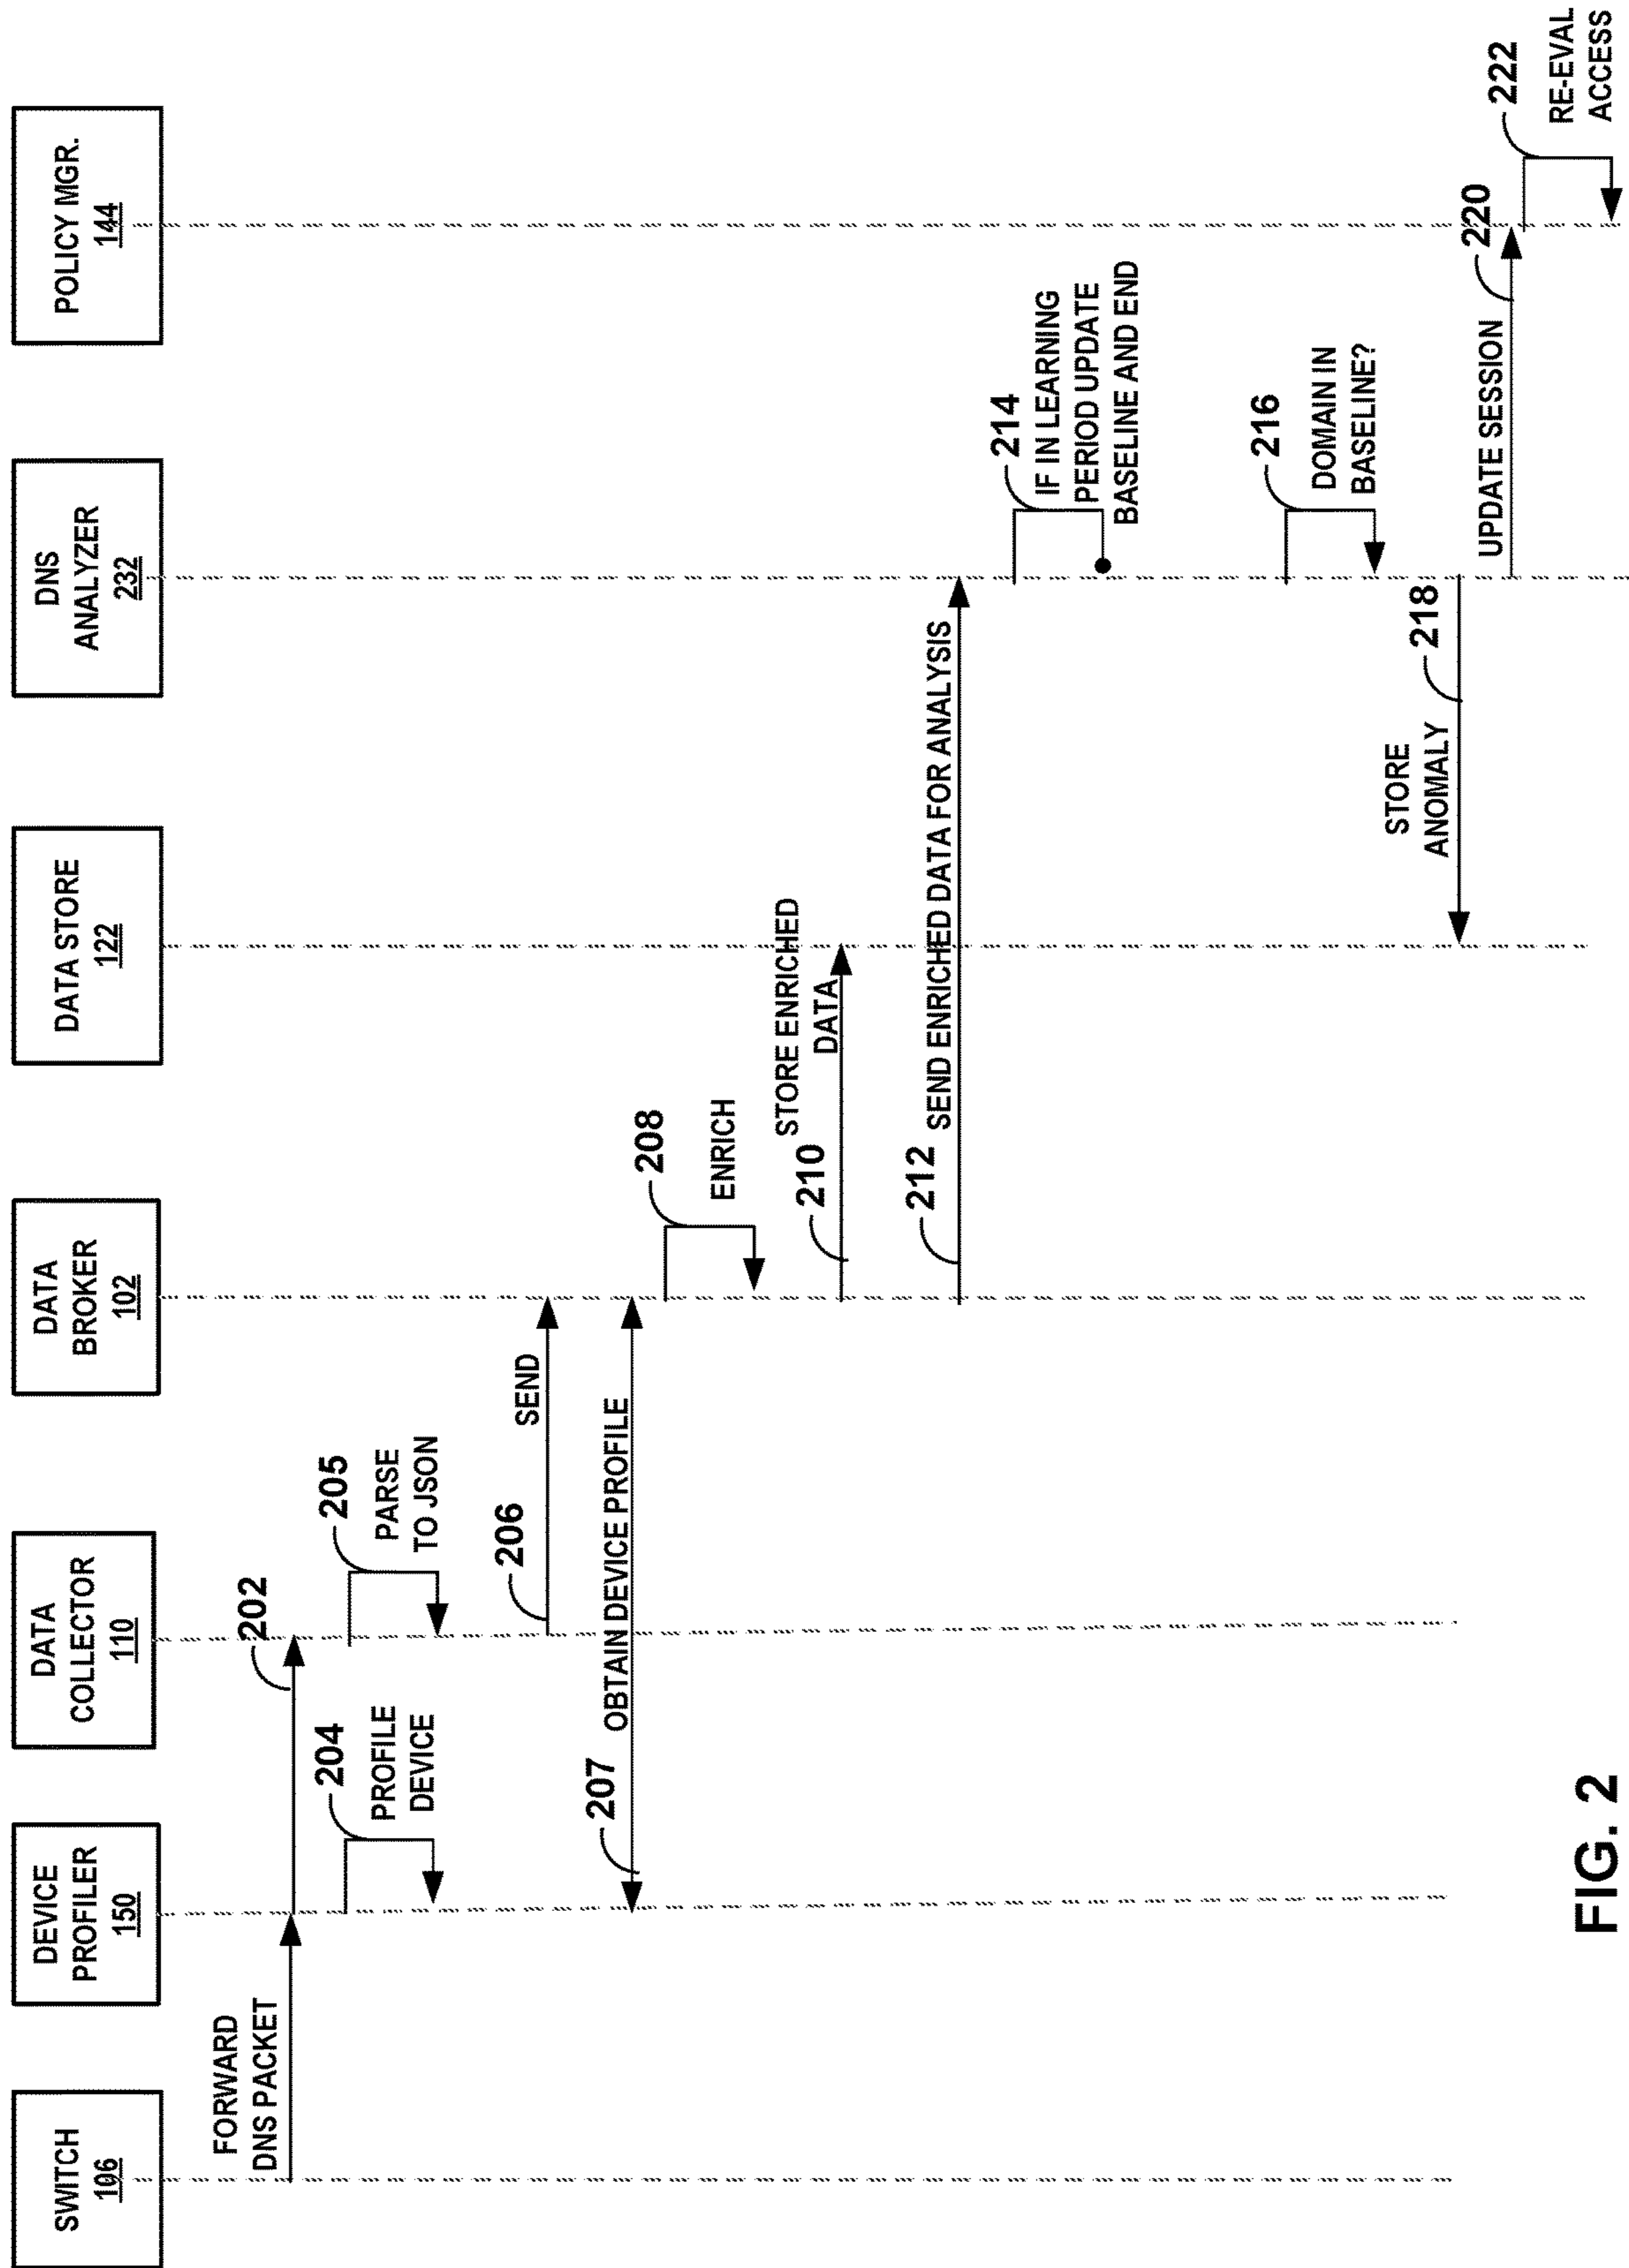 SWITCH
106
DEVICE
PROFILER
150
DATA
COLLECTOR
110
DATA
BROKER
102
DATA STORE
122
DNS
ANALYZER
232
POLICY MGR.
144
FORWARD
DNS PACKET
202
204
PROFILE
DEVICE
205
PARSE
TO JSON
206
SEND
207
OBTAIN DEVICE PROFILE
208
ENRICH
210
STORE ENRICHED
DATA
212
SEND ENRICHED DATA FOR ANALYSIS
214
IF IN LEARNING
PERIOD UPDATE
BASELINE AND END
216
DOMAIN IN
BASELINE?
STORE
ANOMALY
218
UPDATE SESSION
220
222
RE-EVAL
ACCESS
FIG. 2